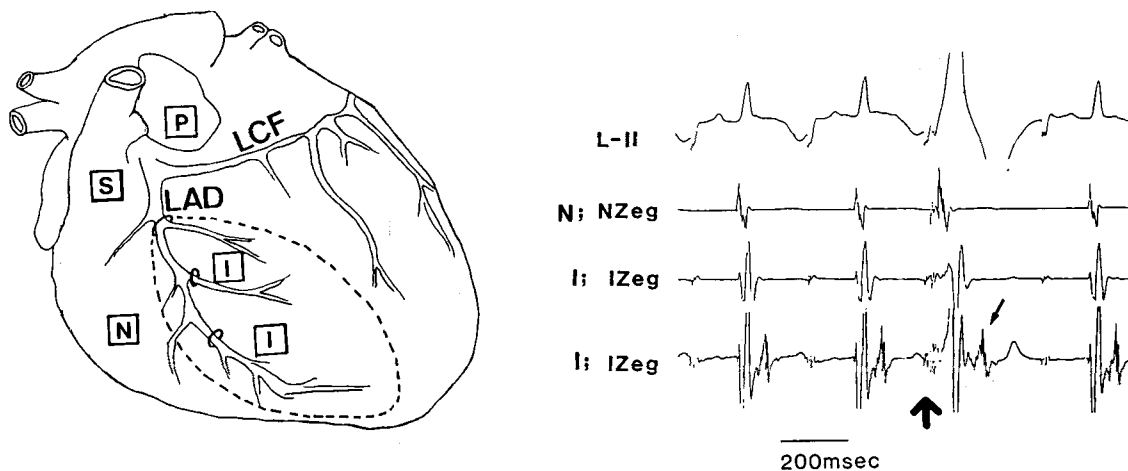 P
LCF
S
LAD
I
N
I
L-II
N; NZeg
I; IZeg
I; IZeg
200msec